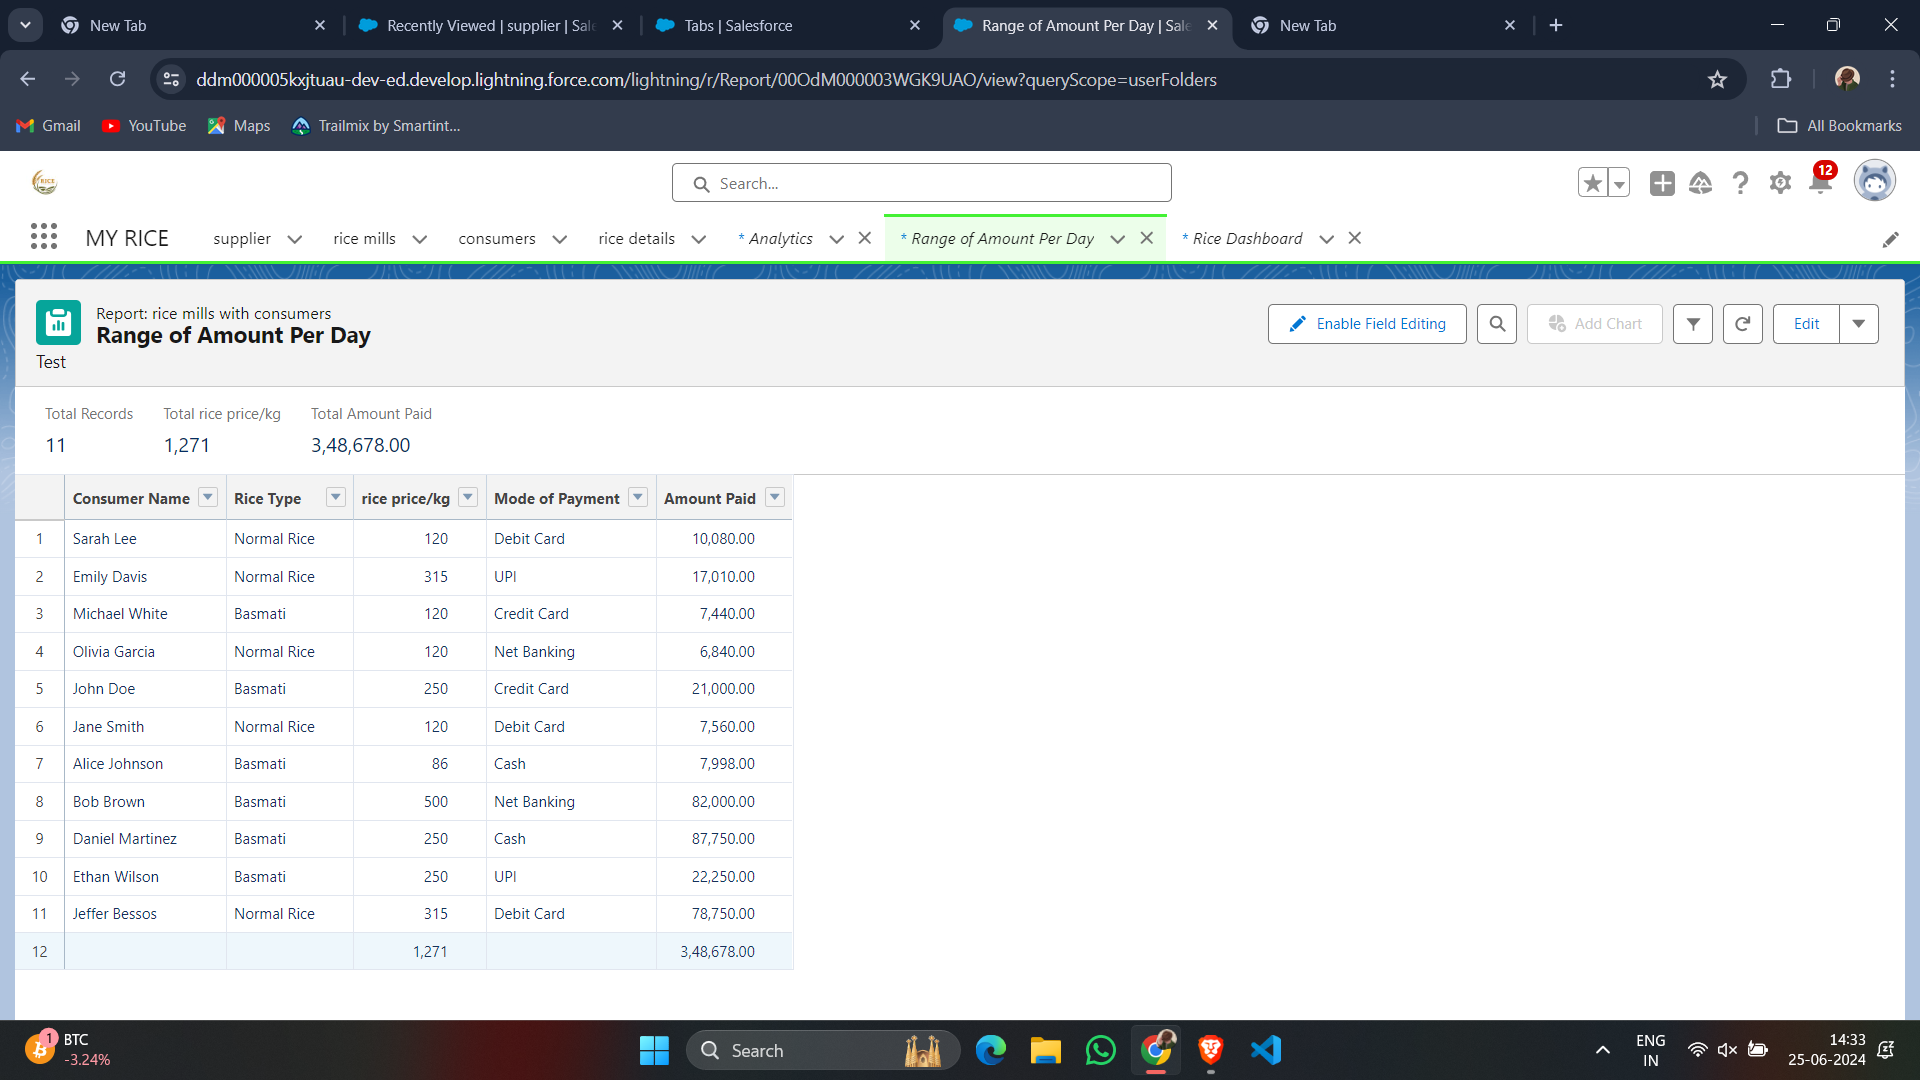 New Tab
Recently Viewed | supplier | Sale
Tabs | Salesforce
Range of Amount Per Day | Sale
New Tab
ddm000005kxjtuau-dev-ed.develop.lightning.force.com/lightning/r/Report/00OdM000003WGK9UAO/view?queryScope=userFolders
Gmail YouTube Maps Trailmix by Smartint... All Bookmarks
RICE Search... 12
MY RICE supplier rice mills consumers rice details * Analytics * Range of Amount Per Day * Rice Dashboard
Report: rice mills with consumers
Range of Amount Per Day
Test
Enable Field Editing Add Chart Edit
Total Records Total rice price/kg Total Amount Paid
11 1,271 3,48,678.00
Consumer Name Rice Type rice price/kg Mode of Payment Amount Paid
1 Sarah Lee Normal Rice 120 Debit Card 10,080.00
2 Emily Davis Normal Rice 315 UPI 17,010.00
3 Michael White Basmati 120 Credit Card 7,440.00
4 Olivia Garcia Normal Rice 120 Net Banking 6,840.00
5 John Doe Basmati 250 Credit Card 21,000.00
6 Jane Smith Normal Rice 120 Debit Card 7,560.00
7 Alice Johnson Basmati 86 Cash 7,998.00
8 Bob Brown Basmati 500 Net Banking 82,000.00
9 Daniel Martinez Basmati 250 Cash 87,750.00
10 Ethan Wilson Basmati 250 UPI 22,250.00
11 Jeffer Bessos Normal Rice 315 Debit Card 78,750.00
12 1,271 3,48,678.00
1 BTC
-3.24%
Search
ENG
IN
14:33
25-06-2024